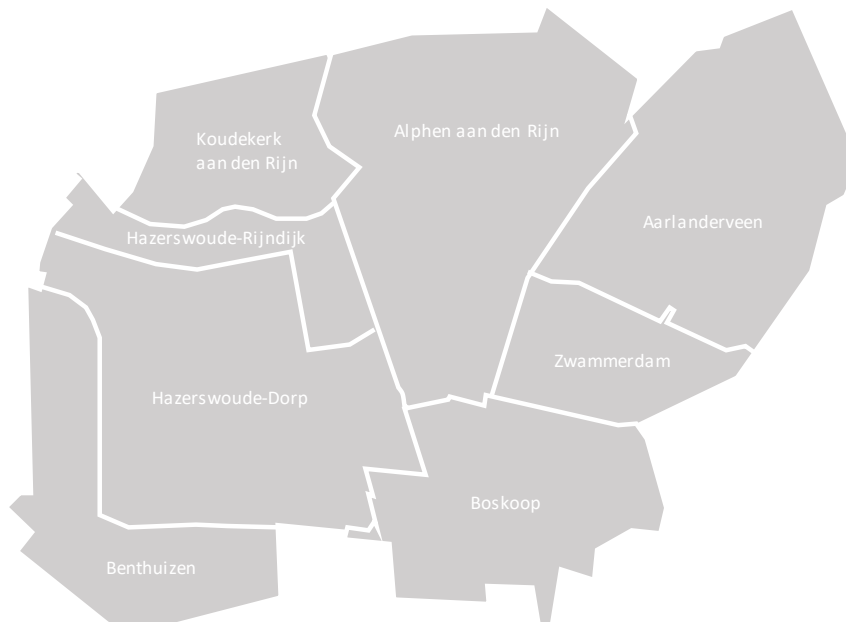 Koudekerk
aan den Rijn
Alphen aan den Rijn
Hazerswoude-Rijndijk
Aarlanderveen
Zwammerdam
Hazerswoude-Dorp
Boskoop
Benthuizen